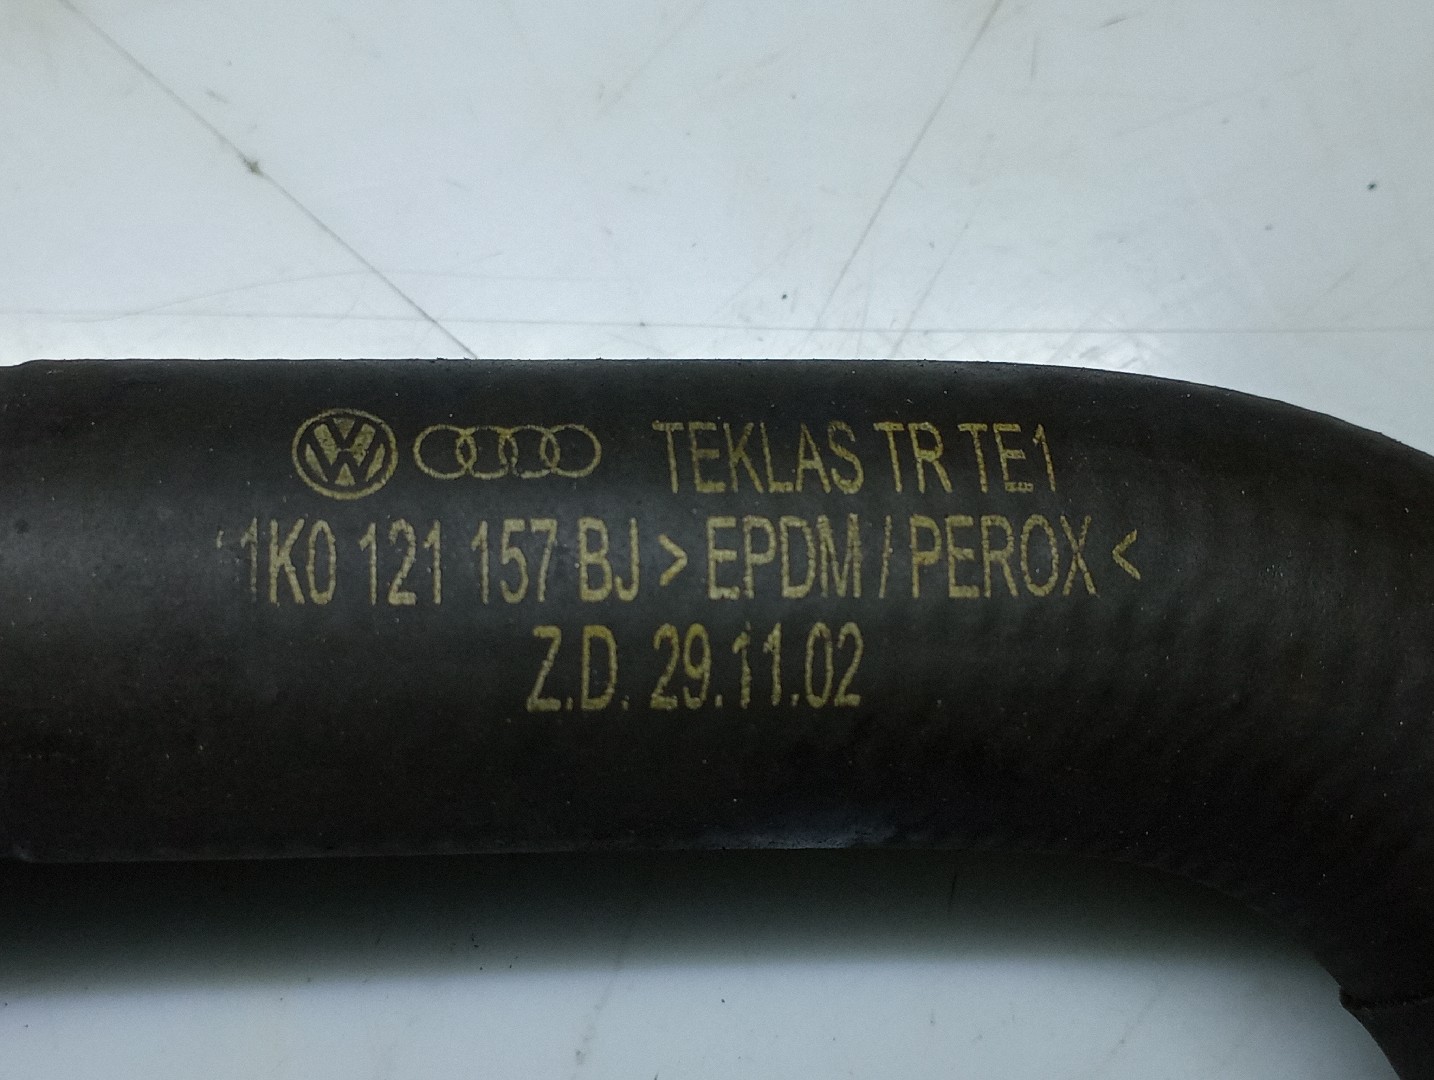 TEKLAS TR TE1
1K0 121 157 BJ > EPDM / PEROX <
Z.D. 29.11.02